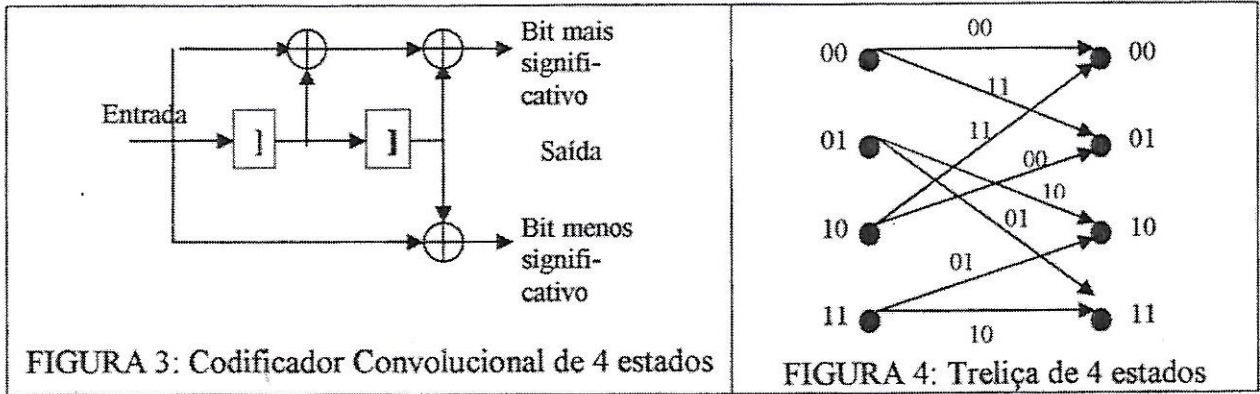 Bit mais
signifi-
cativo
Entrada
]
]
Saída
Bit menos
signifi-
cativo
FIGURA 3: Codificador Convolucional de 4 estados
00
00
00
11
01
11
01
00
10
10
01
10
01
11
10
11
FIGURA 4: Treliça de 4 estados